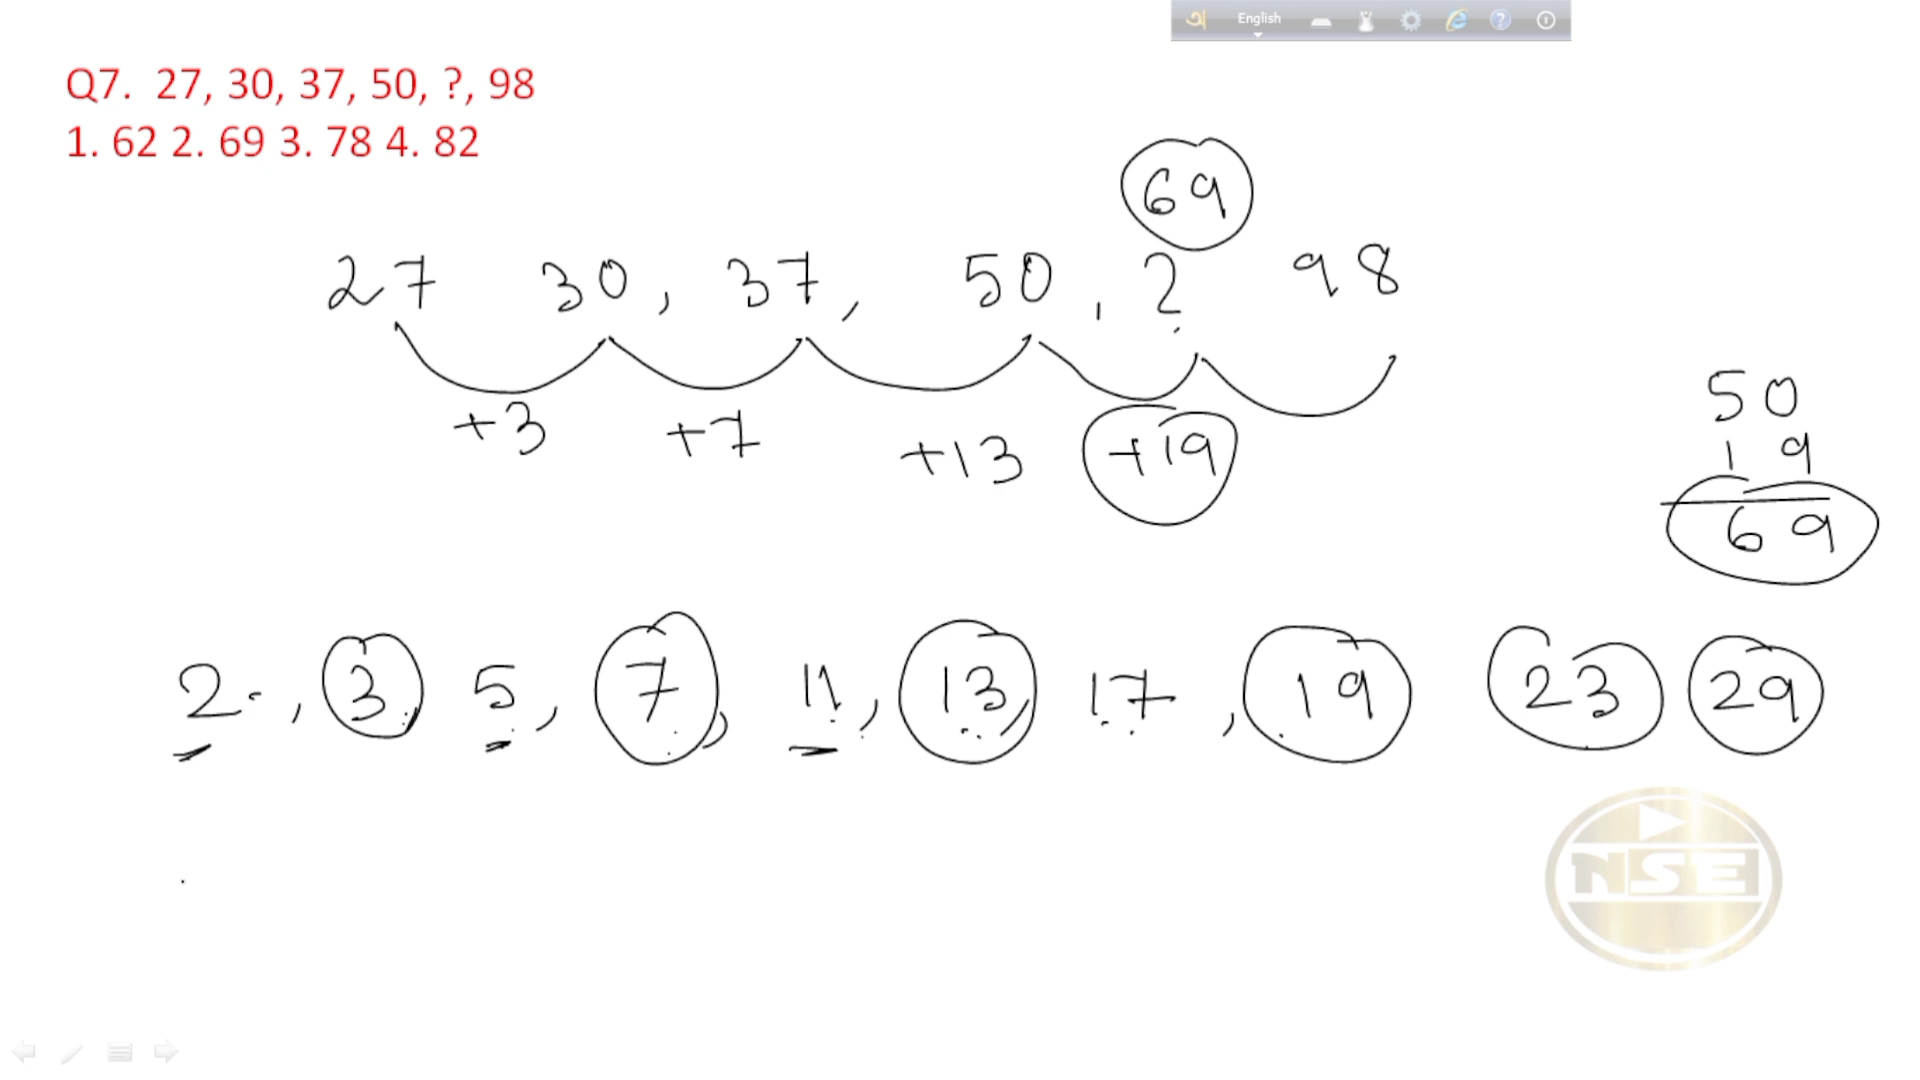 English
Q7. 27, 30, 37, 50, ?, 98
1. 62 2. 69 3. 78 4. 82
69
27 30, 37, 50, ? 98
+3 +7 +13 +19
50
19
69
2, 3 5, 7, 11, 13, 17, 19 23 29
NSE